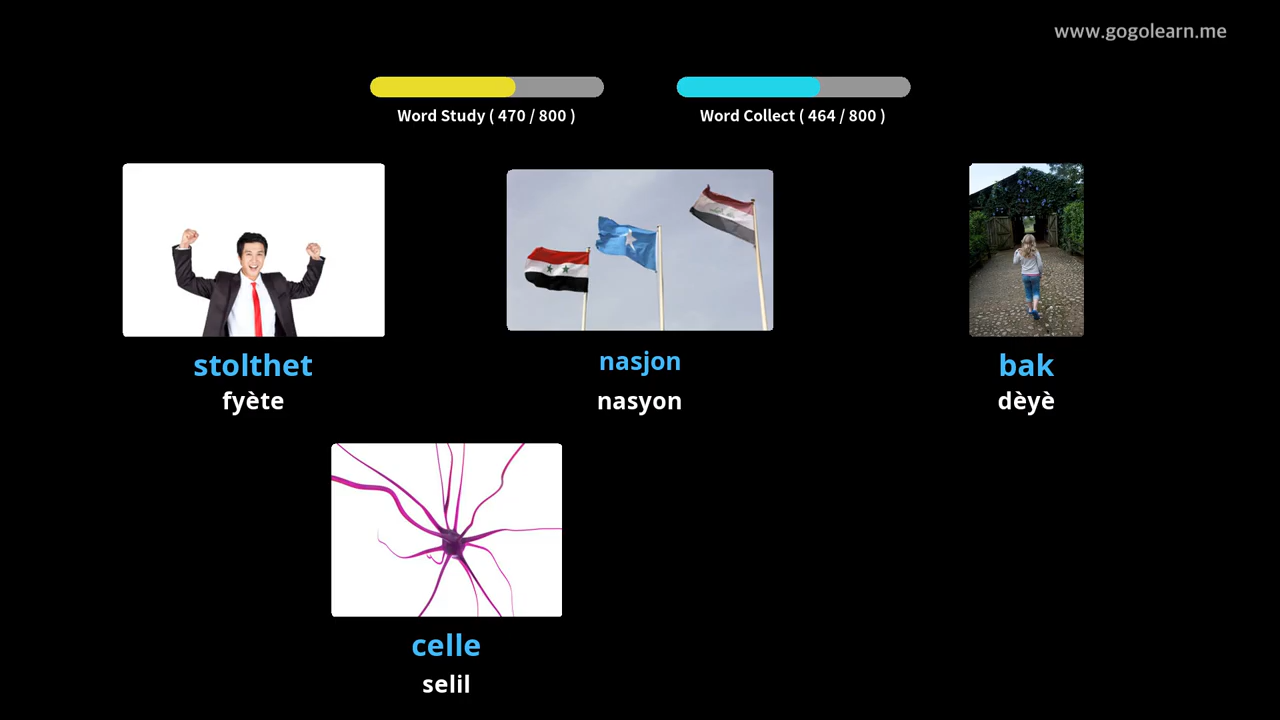 www.gogolearn.me
Word Study ( 470 / 800 )
Word Collect ( 464 / 800 )
stolthet
fyète
nasjon
nasyon
bak
dèyè
celle
selil